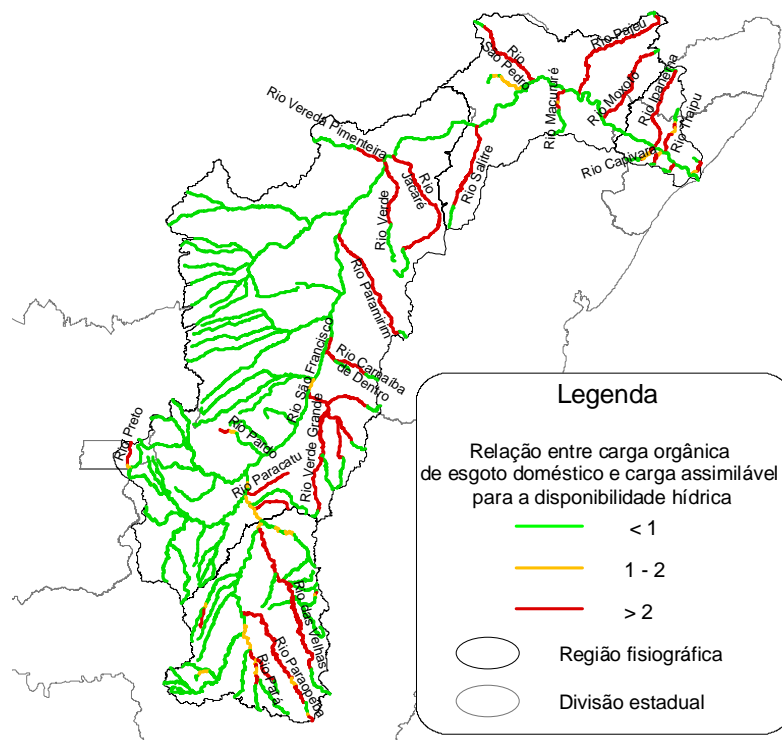 Rio Pajeú
Rio
São Pedro
Rio Macururé
Rio Moxotó
Rio Ipanema
Rio Traipu
Rio Capivara
Rio Vereda Pimenteira
Rio
Jacaré
Rio Salitre
Rio Verde
Rio Paramirim
Rio São Francisco
Rio Carnaíba
de Dentro
Rio Preto
Rio Pardo
Rio Verde Grande
Rio Paracatu
Rio das Velhas
Rio Paraopeba
Rio Pará
Legenda
Relação entre carga orgânica
de esgoto doméstico e carga assimilável
para a disponibilidade hídrica
< 1
1 - 2
> 2
Região fisiográfica
Divisão estadual